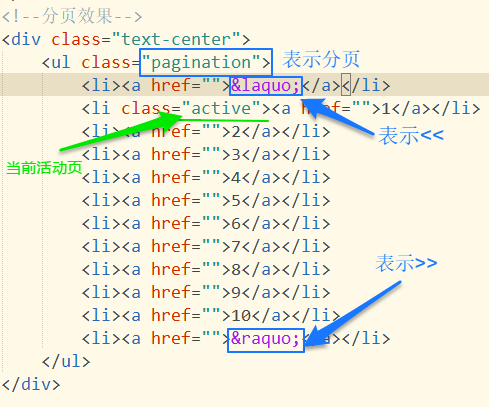 <!--分页效果-->
<div class="text-center">
<ul class="pagination"> 表示分页
<li><a href="">&laquo;</a></li>
<li class="active"><a href="">1</a></li>
<li><a href="">2</a></li> 表示<<
当前活动页 <li><a href="">3</a></li>
<li><a href="">4</a></li>
<li><a href="">5</a></li>
<li><a href="">6</a></li>
<li><a href="">7</a></li> 表示>>
<li><a href="">8</a></li>
<li><a href="">9</a></li>
<li><a href="">10</a></li>
<li><a href="">&raquo;</a></li>
</ul>
</div>